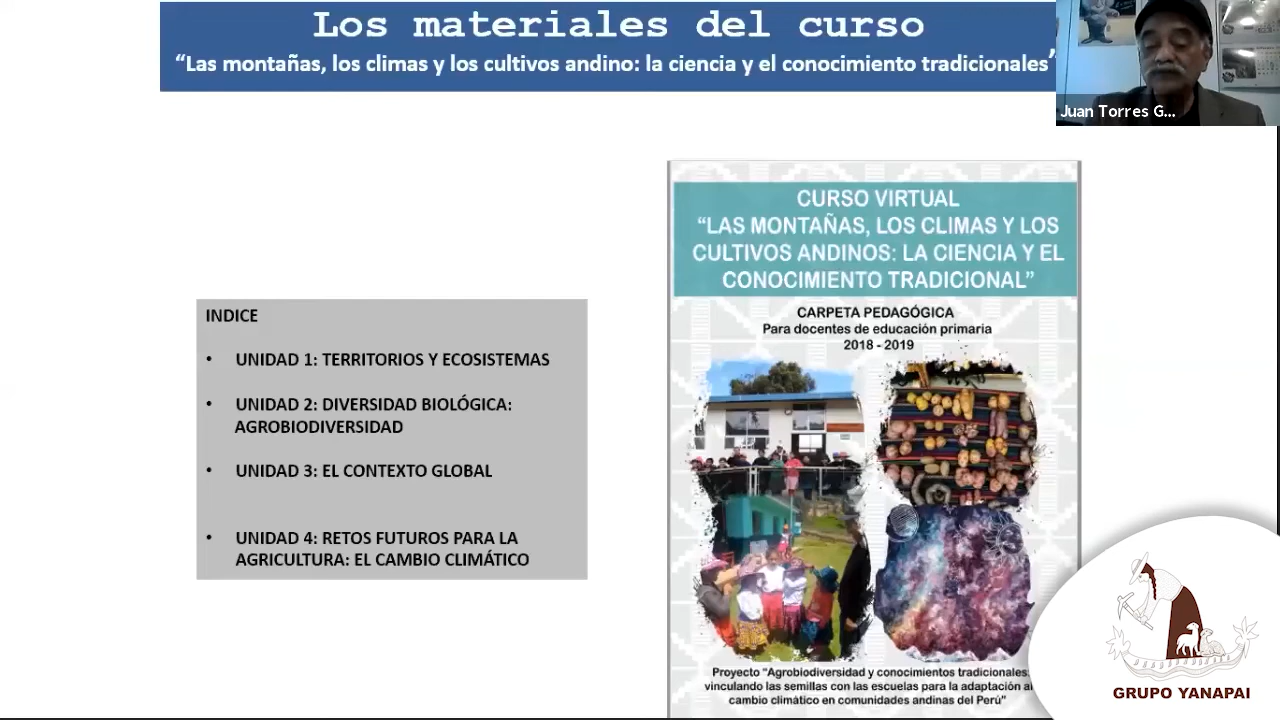 Los materiales del curso
“Las montañas, los climas y los cultivos andino: la ciencia y el conocimiento tradicionales”
Juan Torres G...
CURSO VIRTUAL
“LAS MONTAÑAS, LOS CLIMAS Y LOS
CULTIVOS ANDINOS: LA CIENCIA Y EL
CONOCIMIENTO TRADICIONAL”
CARPETA PEDAGÓGICA
Para docentes de educación primaria
2018 - 2019
INDICE
• UNIDAD 1: TERRITORIOS Y ECOSISTEMAS
• UNIDAD 2: DIVERSIDAD BIOLÓGICA:
AGROBIODIVERSIDAD
• UNIDAD 3: EL CONTEXTO GLOBAL
• UNIDAD 4: RETOS FUTUROS PARA LA
AGRICULTURA: EL CAMBIO CLIMÁTICO
Proyecto “Agrobiodiversidad y conocimientos tradicionales:
vinculando las semillas con las escuelas para la adaptación al
cambio climático en comunidades andinas del Perú”
GRUPO YANAPAI